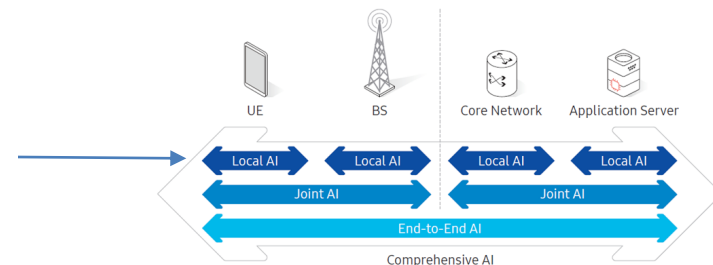 UE BS Core Network Application Server
Local AI Local AI Local AI Local AI
Joint AI Joint AI
End-to-End AI
Comprehensive AI